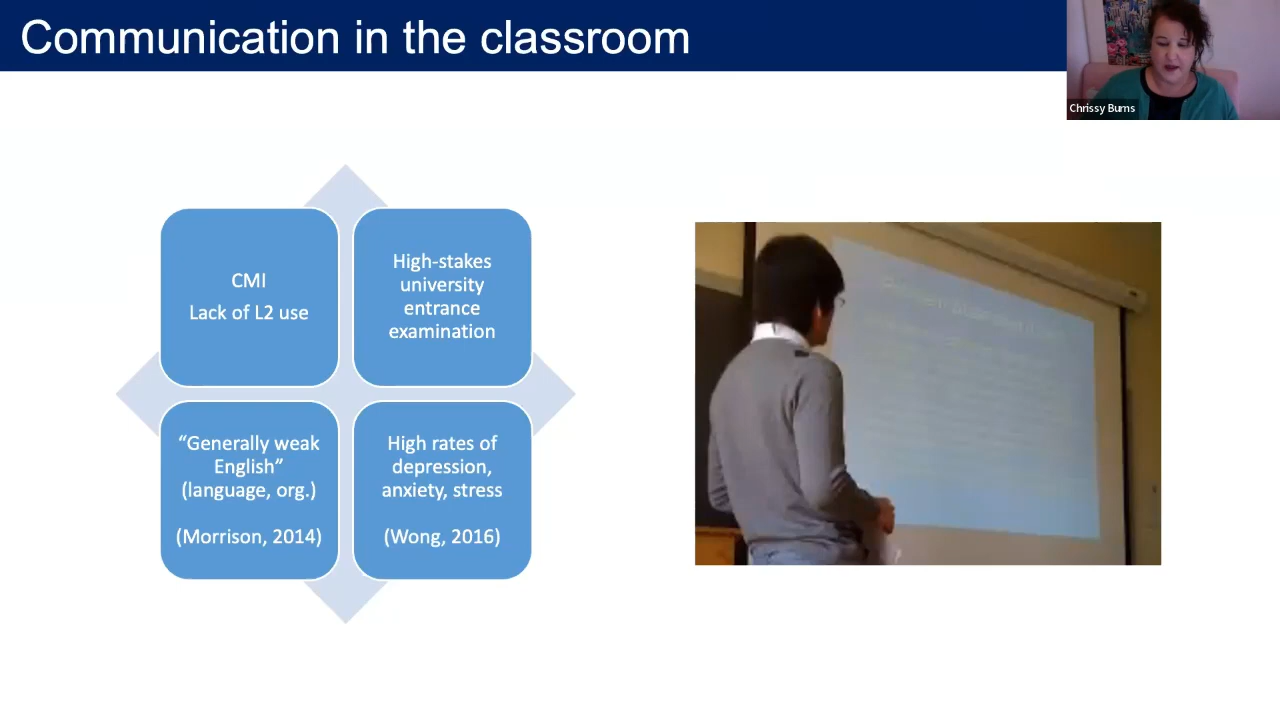 Communication in the classroom
Chrissy Burns
CMI
Lack of L2 use
High-stakes
university
entrance
examination
“Generally weak
English”
(language, org.)
(Morrison, 2014)
High rates of
depression,
anxiety, stress
(Wong, 2016)